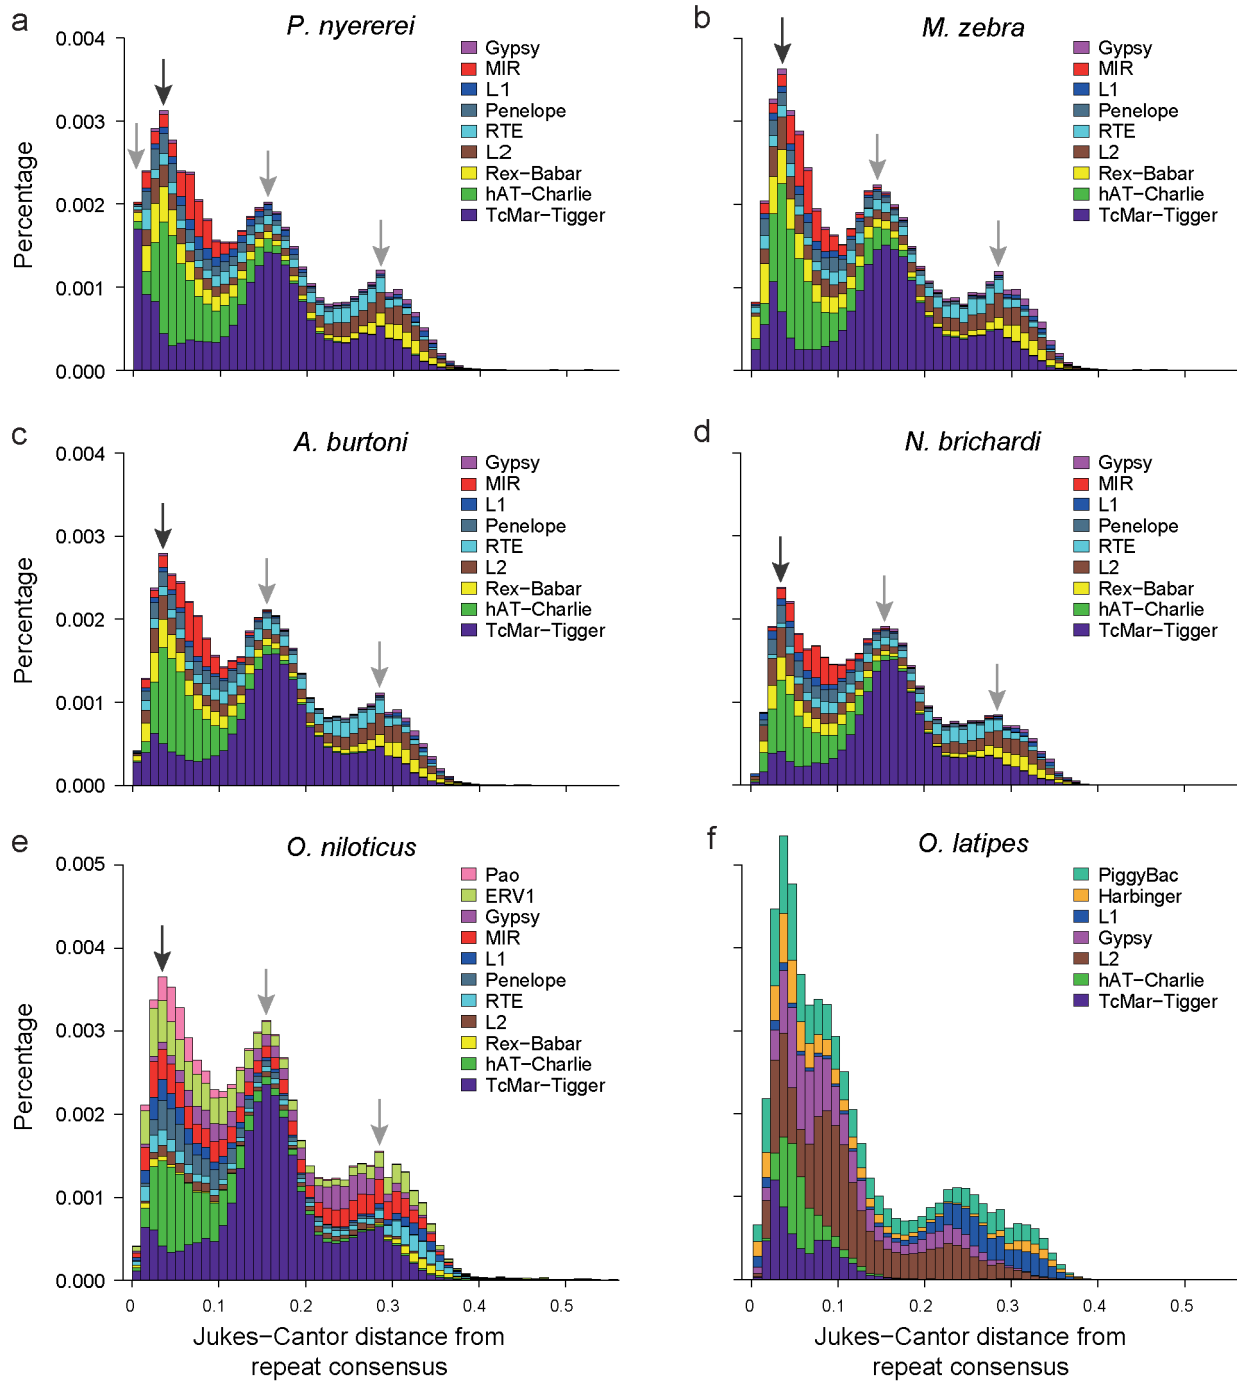 a
P. nyererei
0.004
0.003
0.002
0.001
0.000
Percentage
Gypsy
MIR
L1
Penelope
RTE
L2
Rex−Babar
hAT−Charlie
TcMar−Tigger
b
M. zebra
Gypsy
MIR
L1
Penelope
RTE
L2
Rex−Babar
hAT−Charlie
TcMar−Tigger
c
A. burtoni
0.004
0.003
0.002
0.001
0.000
Percentage
Gypsy
MIR
L1
Penelope
RTE
L2
Rex−Babar
hAT−Charlie
TcMar−Tigger
d
N. brichardi
Gypsy
MIR
L1
Penelope
RTE
L2
Rex−Babar
hAT−Charlie
TcMar−Tigger
e
O. niloticus
0.005
0.004
0.003
0.002
0.001
0.000
Percentage
Pao
ERV1
Gypsy
MIR
L1
Penelope
RTE
L2
Rex−Babar
hAT−Charlie
TcMar−Tigger
0 0.1 0.2 0.3 0.4 0.5
Jukes−Cantor distance from
repeat consensus
f
O. latipes
PiggyBac
Harbinger
L1
Gypsy
L2
hAT−Charlie
TcMar−Tigger
0 0.1 0.2 0.3 0.4 0.5
Jukes−Cantor distance from
repeat consensus